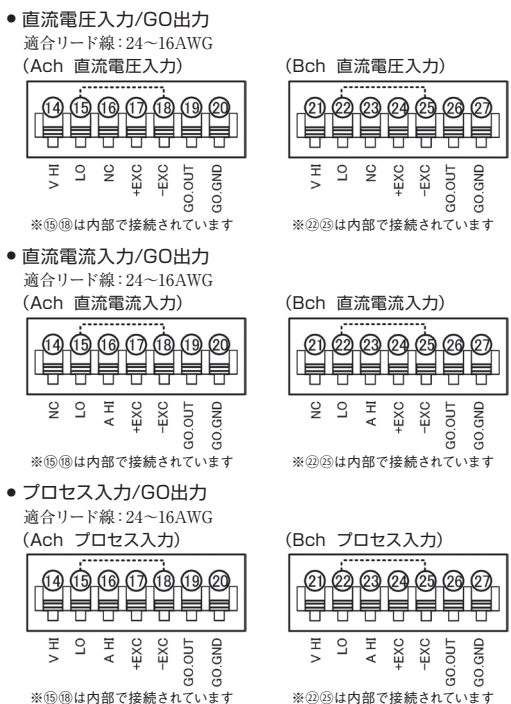 ● 直流電圧入力/GO出力
適合リード線：24～16AWG
(Ach 直流電圧入力)
⑭ ⑮ ⑯ ⑰ ⑱ ⑲ ⑳
V HI LO NC +EXC −EXC GO.OUT GO.GND
※⑮⑱は内部で接続されています
(Bch 直流電圧入力)
㉑ ㉒ ㉓ ㉔ ㉕ ㉖ ㉗
V HI LO NC +EXC −EXC GO.OUT GO.GND
※㉒㉕は内部で接続されています
● 直流電流入力/GO出力
適合リード線：24～16AWG
(Ach 直流電流入力)
⑭ ⑮ ⑯ ⑰ ⑱ ⑲ ⑳
NC LO A HI +EXC −EXC GO.OUT GO.GND
※⑮⑱は内部で接続されています
(Bch 直流電流入力)
㉑ ㉒ ㉓ ㉔ ㉕ ㉖ ㉗
NC LO A HI +EXC −EXC GO.OUT GO.GND
※㉒㉕は内部で接続されています
● プロセス入力/GO出力
適合リード線：24～16AWG
(Ach プロセス入力)
⑭ ⑮ ⑯ ⑰ ⑱ ⑲ ⑳
V HI LO A HI +EXC −EXC GO.OUT GO.GND
※⑮⑱は内部で接続されています
(Bch プロセス入力)
㉑ ㉒ ㉓ ㉔ ㉕ ㉖ ㉗
V HI LO A HI +EXC −EXC GO.OUT GO.GND
※㉒㉕は内部で接続されています